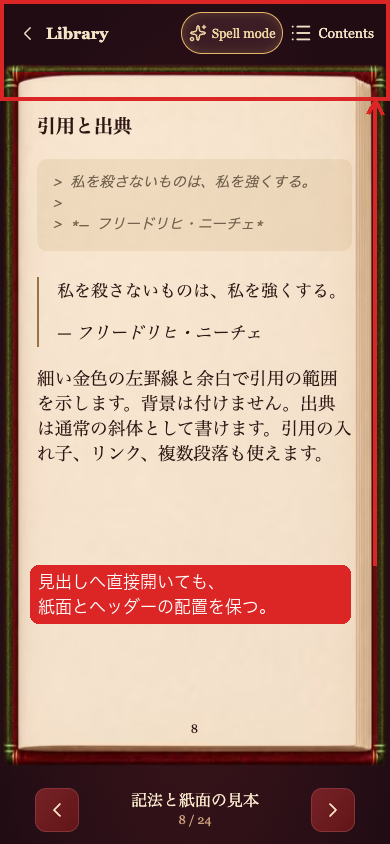 Library
Spell mode
Contents
引用と出典
> 私を殺さないものは、私を強くする。
>
> *— フリードリヒ・ニーチェ*
私を殺さないものは、私を強くする。
— フリードリヒ・ニーチェ
細い金色の左罫線と余白で引用の範囲
を示します。背景は付けません。出典
は通常の斜体として書けます。引用の入
れ子、リンク、複数段落も使えます。
見出しへ直接開いても、
紙面とヘッダーの配置を保つ。
8
記法と紙面の見本
8 / 24